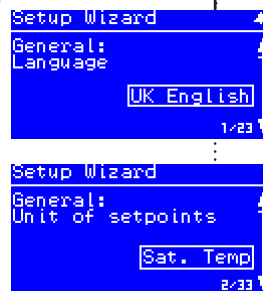 Setup Wizard
General:
Language
UK English
1/23
Setup Wizard
General:
Unit of setpoints
Sat. Temp
2/33